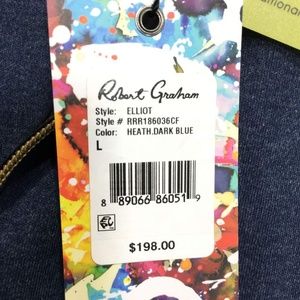 Robert Graham
Style: ELLIOT
Style # RRR186036CF
Color: HEATH.DARK BLUE
L
8 89066 86051 9
$198.00